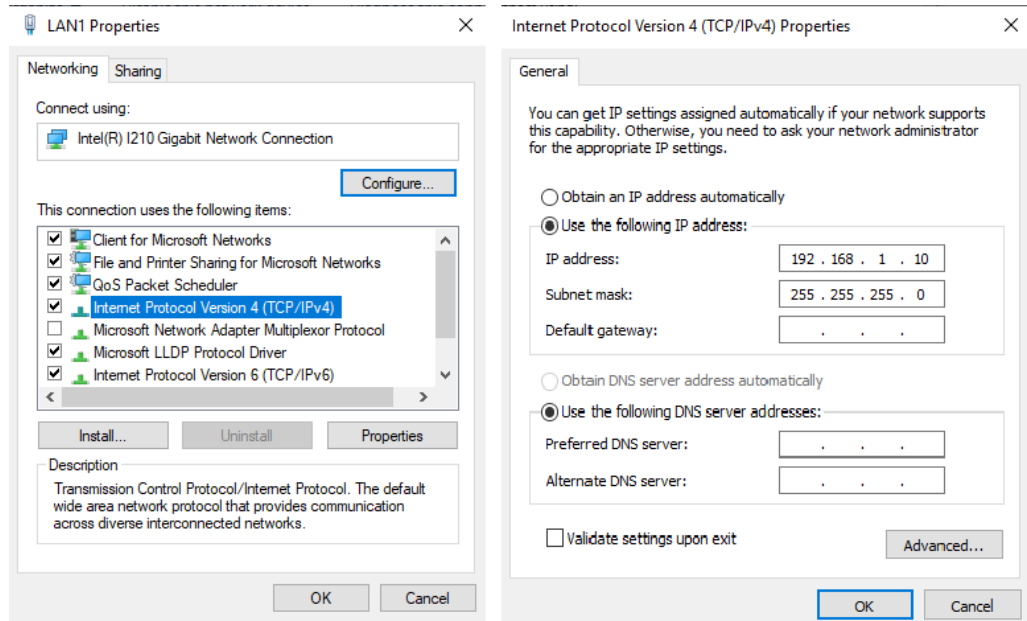 LAN1 Properties
Networking
Sharing
Connect using:
Intel(R) I210 Gigabit Network Connection
Configure...
This connection uses the following items:
Client for Microsoft Networks
File and Printer Sharing for Microsoft Networks
QoS Packet Scheduler
Internet Protocol Version 4 (TCP/IPv4)
Microsoft Network Adapter Multiplexor Protocol
Microsoft LLDP Protocol Driver
Internet Protocol Version 6 (TCP/IPv6)
Install...
Uninstall
Properties
Description
Transmission Control Protocol/Internet Protocol. The default
wide area network protocol that provides communication
across diverse interconnected networks.
OK
Cancel
Internet Protocol Version 4 (TCP/IPv4) Properties
General
You can get IP settings assigned automatically if your network supports
this capability. Otherwise, you need to ask your network administrator
for the appropriate IP settings.
Obtain an IP address automatically
Use the following IP address:
IP address:
192 . 168 . 1 . 10
Subnet mask:
255 . 255 . 255 . 0
Default gateway:
. . .
Obtain DNS server address automatically
Use the following DNS server addresses:
Preferred DNS server:
. . .
Alternate DNS server:
. . .
Validate settings upon exit
Advanced...
OK
Cancel